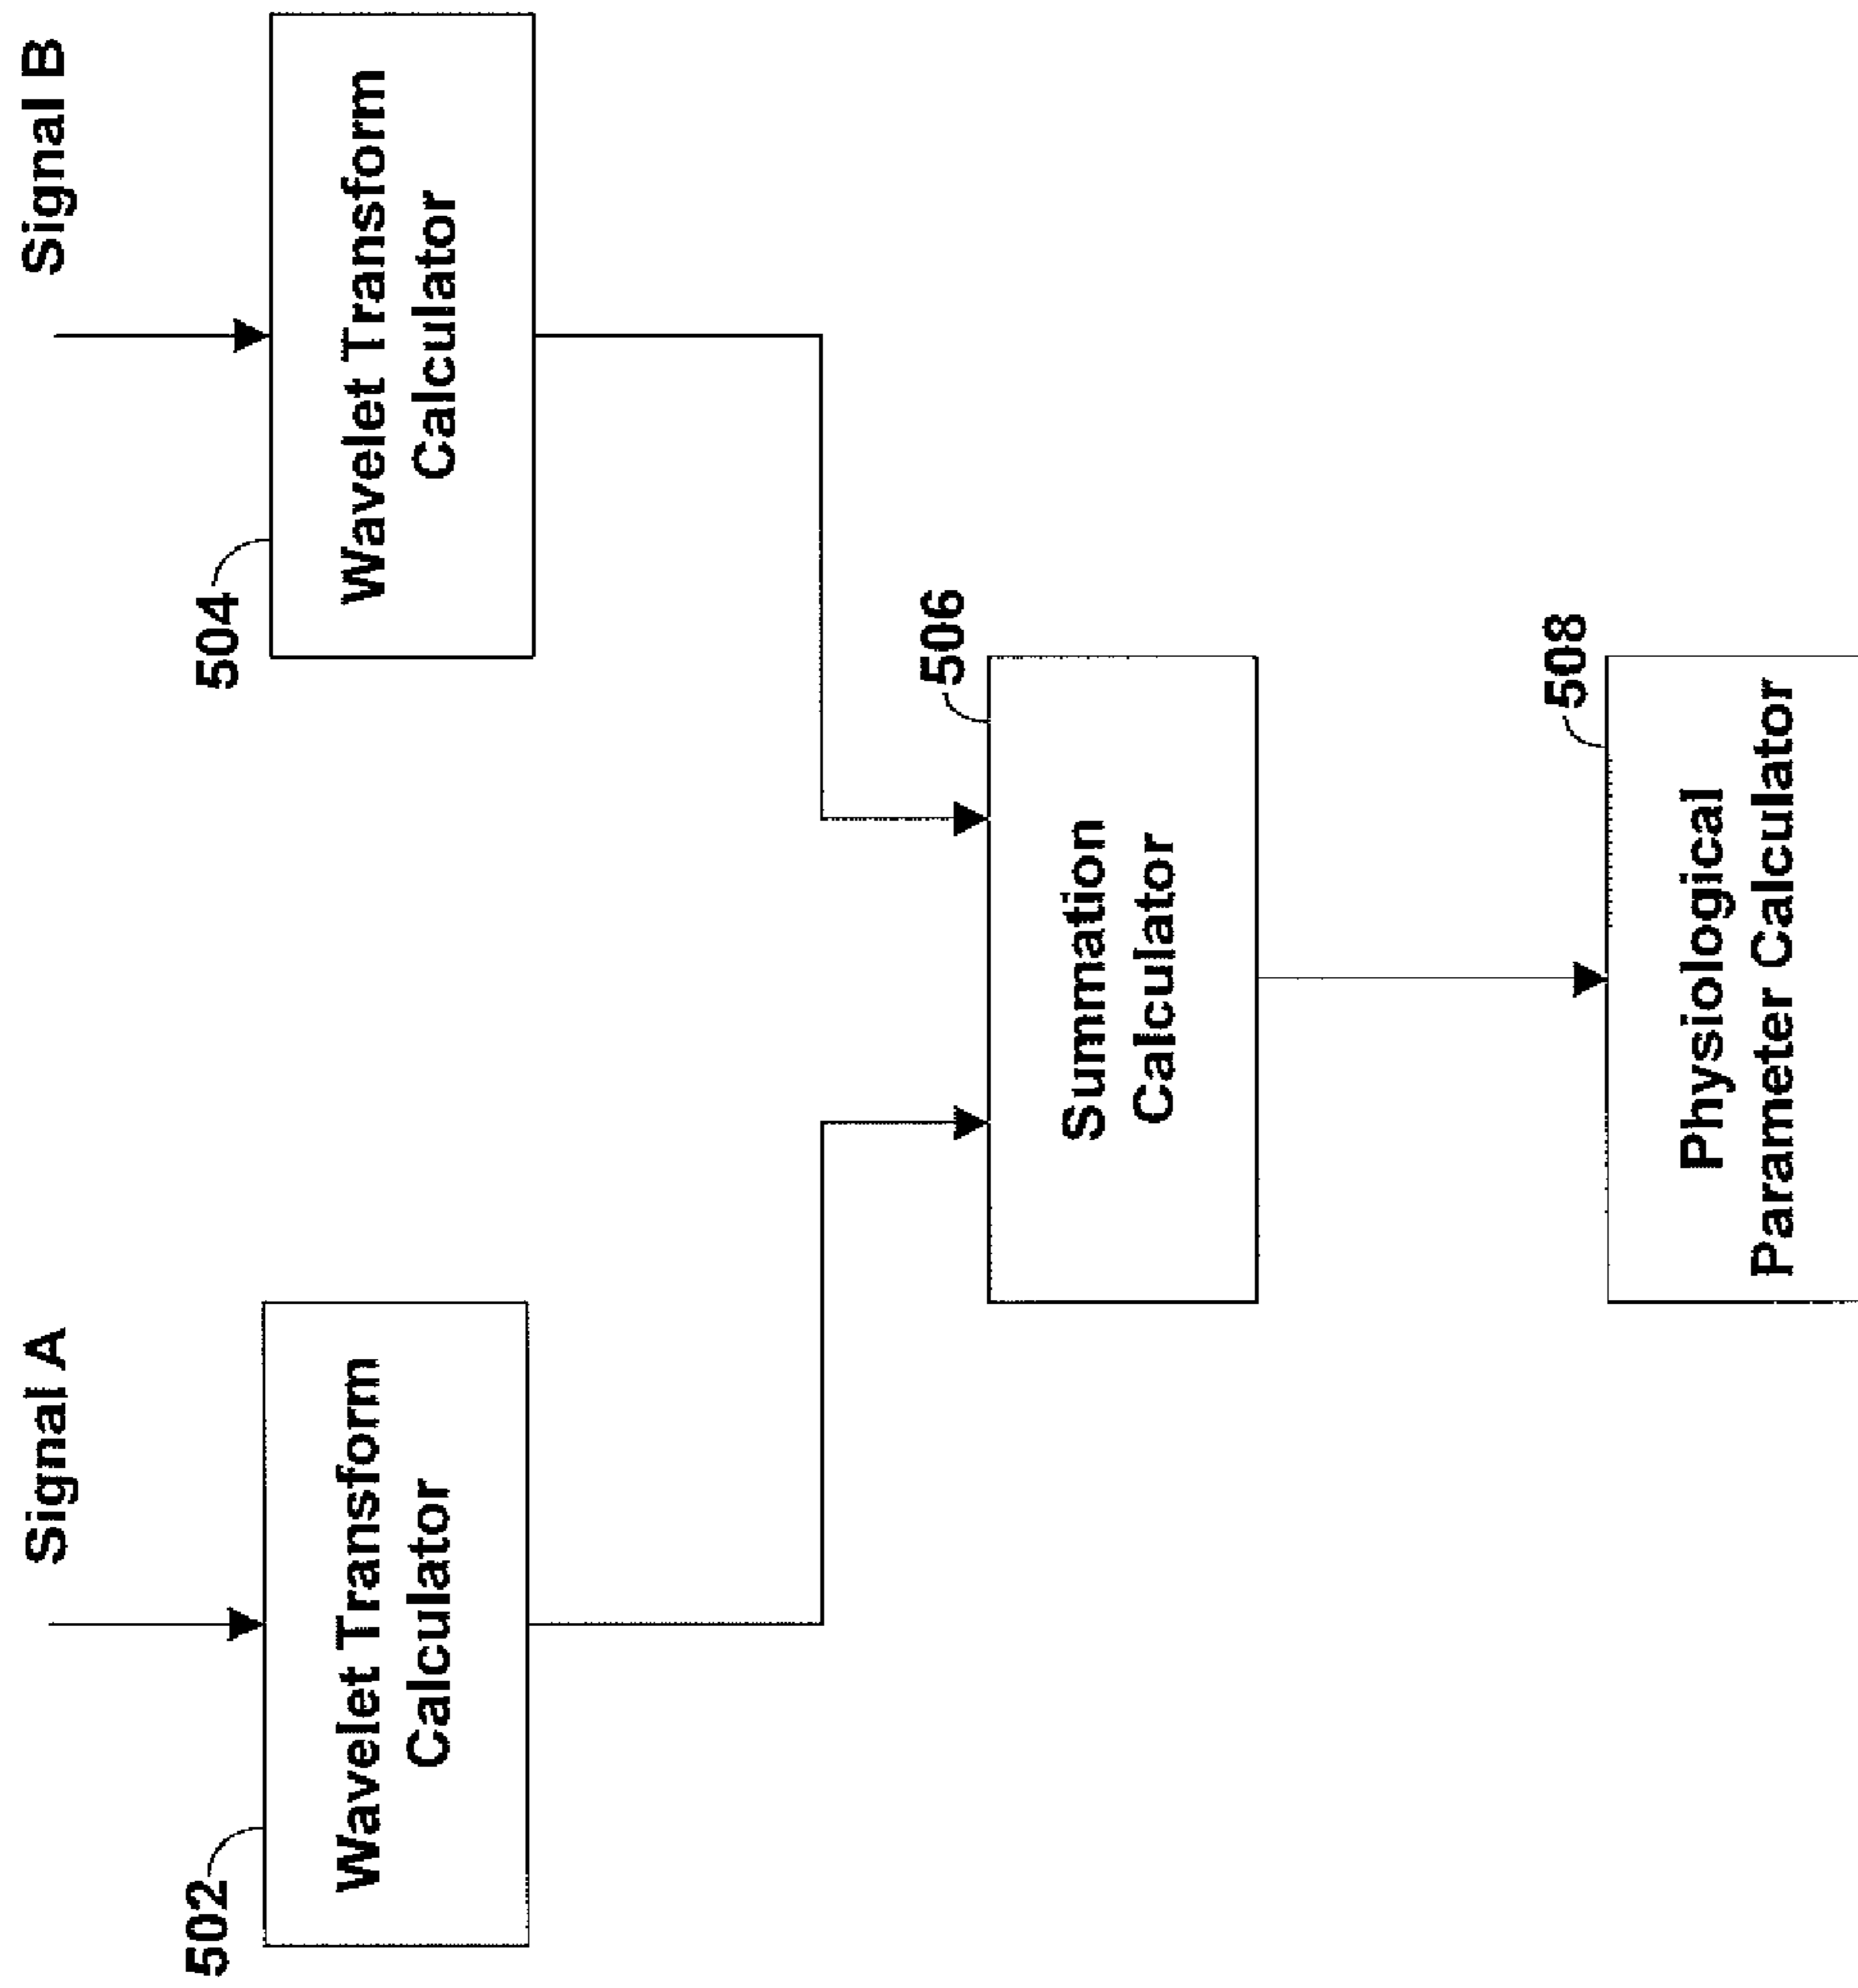 Signal A
502
Wavelet Transform
Calculator
Signal B
504
Wavelet Transform
Calculator
506
Summation
Calculator
508
Physiological
Parameter Calculator